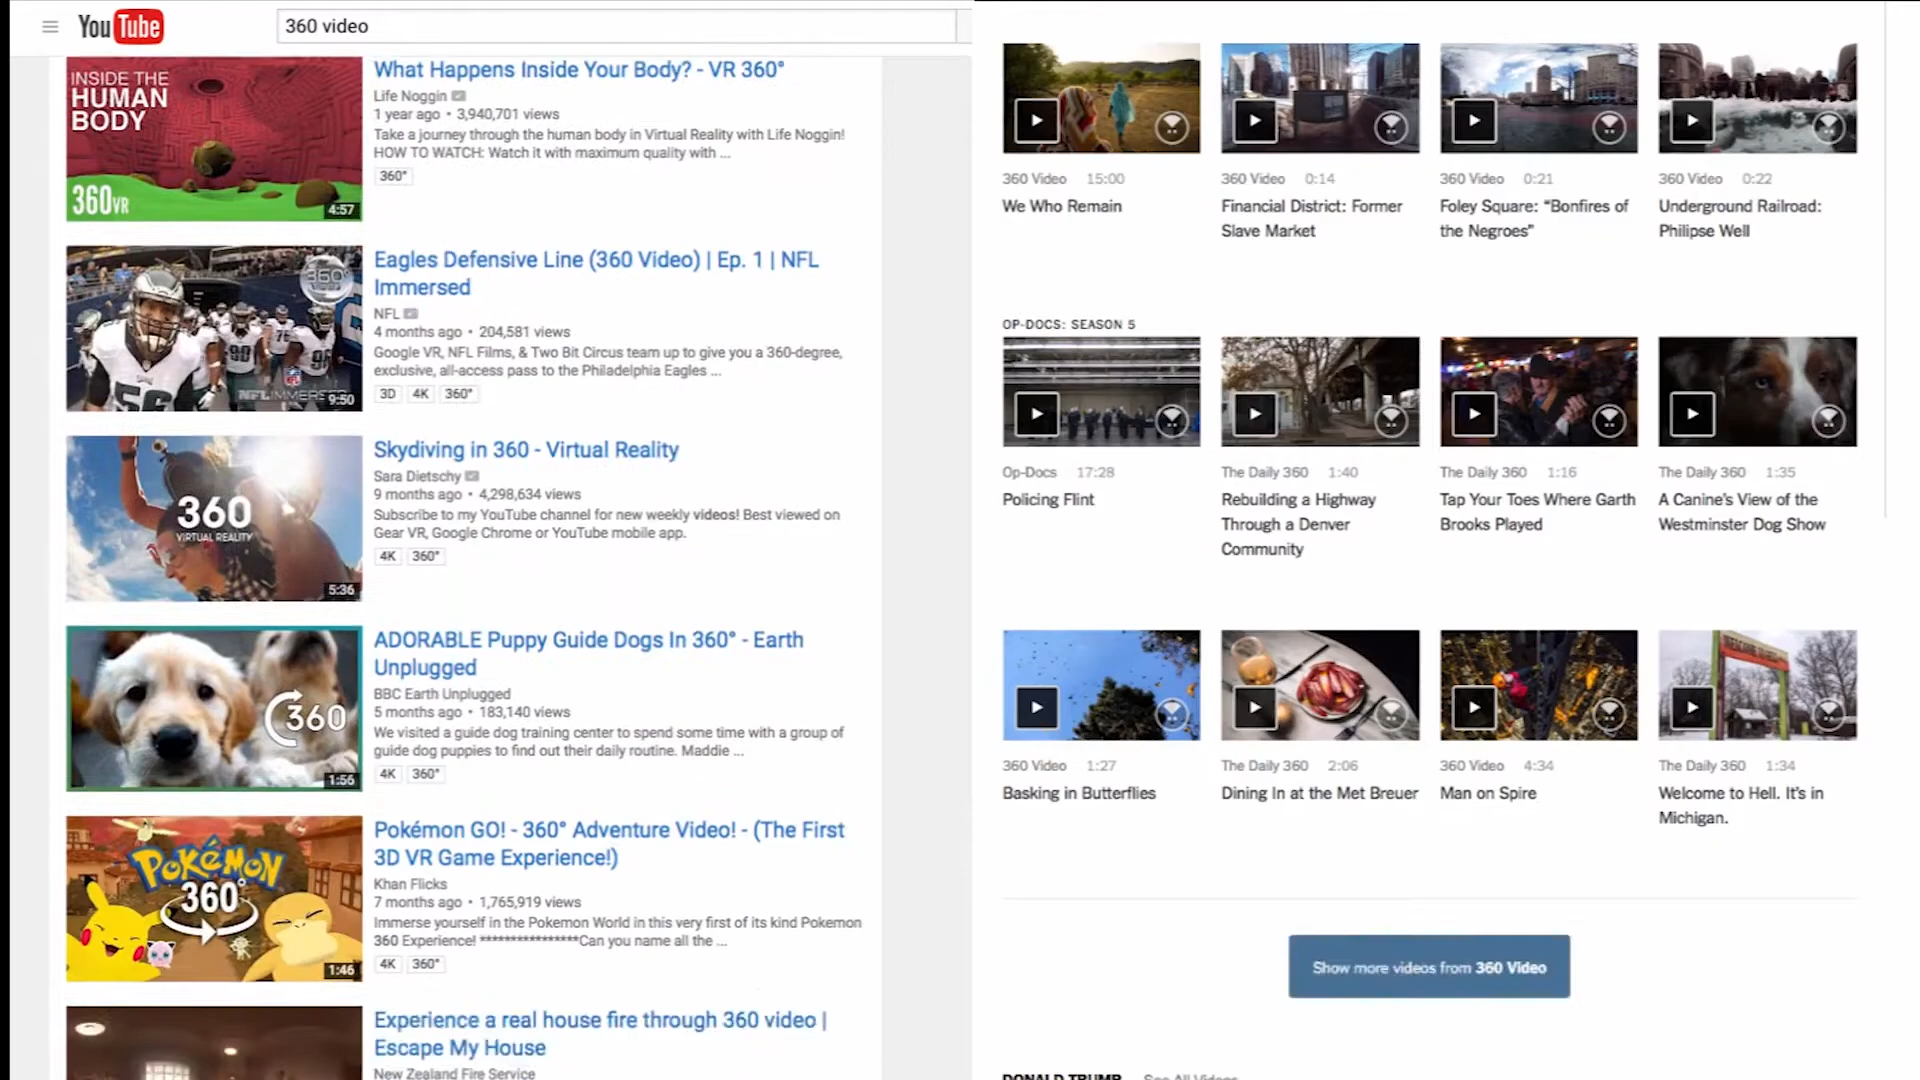 YouTube
360 video
INSIDE THE
HUMAN
BODY
360VR
4:57
What Happens Inside Your Body? - VR 360°
Life Noggin
1 year ago • 3,940,701 views
Take a journey through the human body in Virtual Reality with Life Noggin!
HOW TO WATCH: Watch it with maximum quality with ...
360°
360°
56
90
76
NFL IMMERS
9:50
Eagles Defensive Line (360 Video) | Ep. 1 | NFL
Immersed
NFL
4 months ago • 204,581 views
Google VR, NFL Films, & Two Bit Circus team up to give you a 360-degree,
exclusive, all-access pass to the Philadelphia Eagles ...
3D 4K 360°
360
VIRTUAL REALITY
5:36
Skydiving in 360 - Virtual Reality
Sara Dietschy
9 months ago • 4,298,634 views
Subscribe to my YouTube channel for new weekly videos! Best viewed on
Gear VR, Google Chrome or YouTube mobile app.
4K 360°
360
1:56
ADORABLE Puppy Guide Dogs In 360° - Earth
Unplugged
BBC Earth Unplugged
5 months ago • 183,140 views
We visited a guide dog training center to spend some time with a group of
guide dog puppies to find out their daily routine. Maddie ...
4K 360°
POKéMON
360°
1:46
Pokémon GO! - 360° Adventure Video! - (The First
3D VR Game Experience!)
Khan Flicks
7 months ago • 1,765,919 views
Immerse yourself in the Pokemon World in this very first of its kind Pokemon
360 Experience! ****************Can you name all the ...
4K 360°
Experience a real house fire through 360 video |
Escape My House
New Zealand Fire Service
360 Video 15:00
We Who Remain
360 Video 0:14
Financial District: Former
Slave Market
360 Video 0:21
Foley Square: “Bonfires of
the Negroes”
360 Video 0:22
Underground Railroad:
Philipse Well
OP-DOCS: SEASON 5
Op-Docs 17:28
Policing Flint
The Daily 360 1:40
Rebuilding a Highway
Through a Denver
Community
The Daily 360 1:16
Tap Your Toes Where Garth
Brooks Played
The Daily 360 1:35
A Canine's View of the
Westminster Dog Show
360 Video 1:27
Basking in Butterflies
The Daily 360 2:06
Dining In at the Met Breuer
360 Video 4:34
Man on Spire
The Daily 360 1:34
Welcome to Hell. It's in
Michigan.
Show more videos from 360 Video
DONALD TRUMP See All Videos